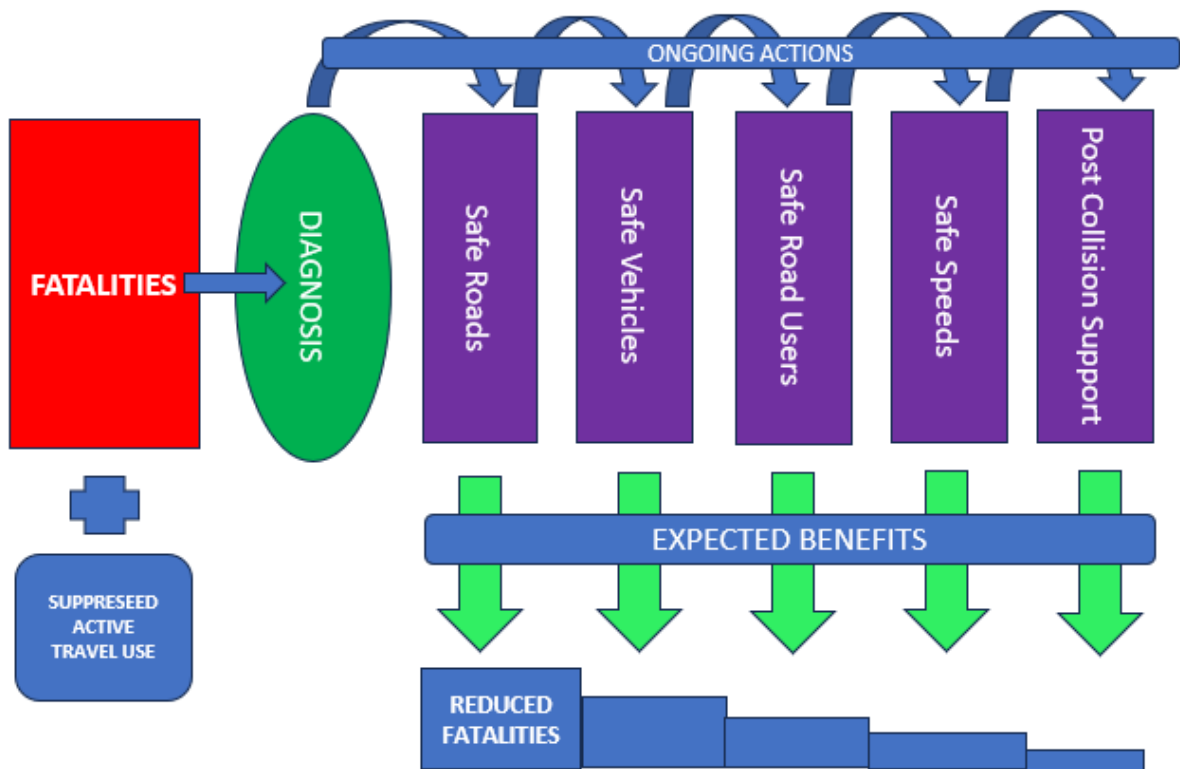 ONGOING ACTIONS
FATALITIES
DIAGNOSIS
Safe Roads
Safe Vehicles
Safe Road Users
Safe Speeds
Post Collision Support
EXPECTED BENEFITS
SUPPRESEED
ACTIVE
TRAVEL USE
REDUCED
FATALITIES